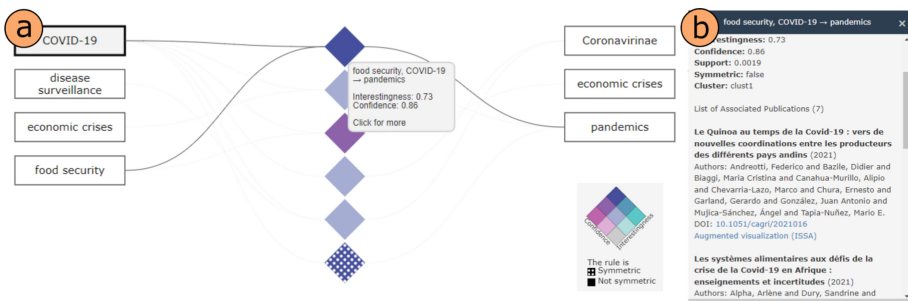 a
COVID-19
disease
surveillance
economic crises
food security
food security, COVID-19
→ pandemics
Interestingness: 0.73
Confidence: 0.86
Click for more
Coronavirinae
economic crises
pandemics
Confidence
Interestingness
The rule is
Symmetric
Not symmetric
b
food security, COVID-19 → pandemics ×
Interestingness: 0.73
Confidence: 0.86
Support: 0.0019
Symmetric: false
Cluster: clust1
List of Associated Publications (7)
Le Quinoa au temps de la Covid-19 : vers de
nouvelles coordinations entre les producteurs
des différents pays andins (2021)
Authors: Andreotti, Federico and Bazile, Didier and
Biaggi, Maria Cristina and Canahua-Murillo, Alipio
and Chevarria-Lazo, Marco and Chura, Ernesto and
Garland, Gerardo and González, Juan Antonio and
Mujica-Sánchez, Ángel and Tapia-Nuñez, Mario E.
DOI: 10.1051/cagri/2021016
Augmented visualization (ISSA)
Les systèmes alimentaires aux défis de la
crise de la Covid-19 en Afrique :
enseignements et incertitudes (2021)
Authors: Alpha, Arlène and Dury, Sandrine and